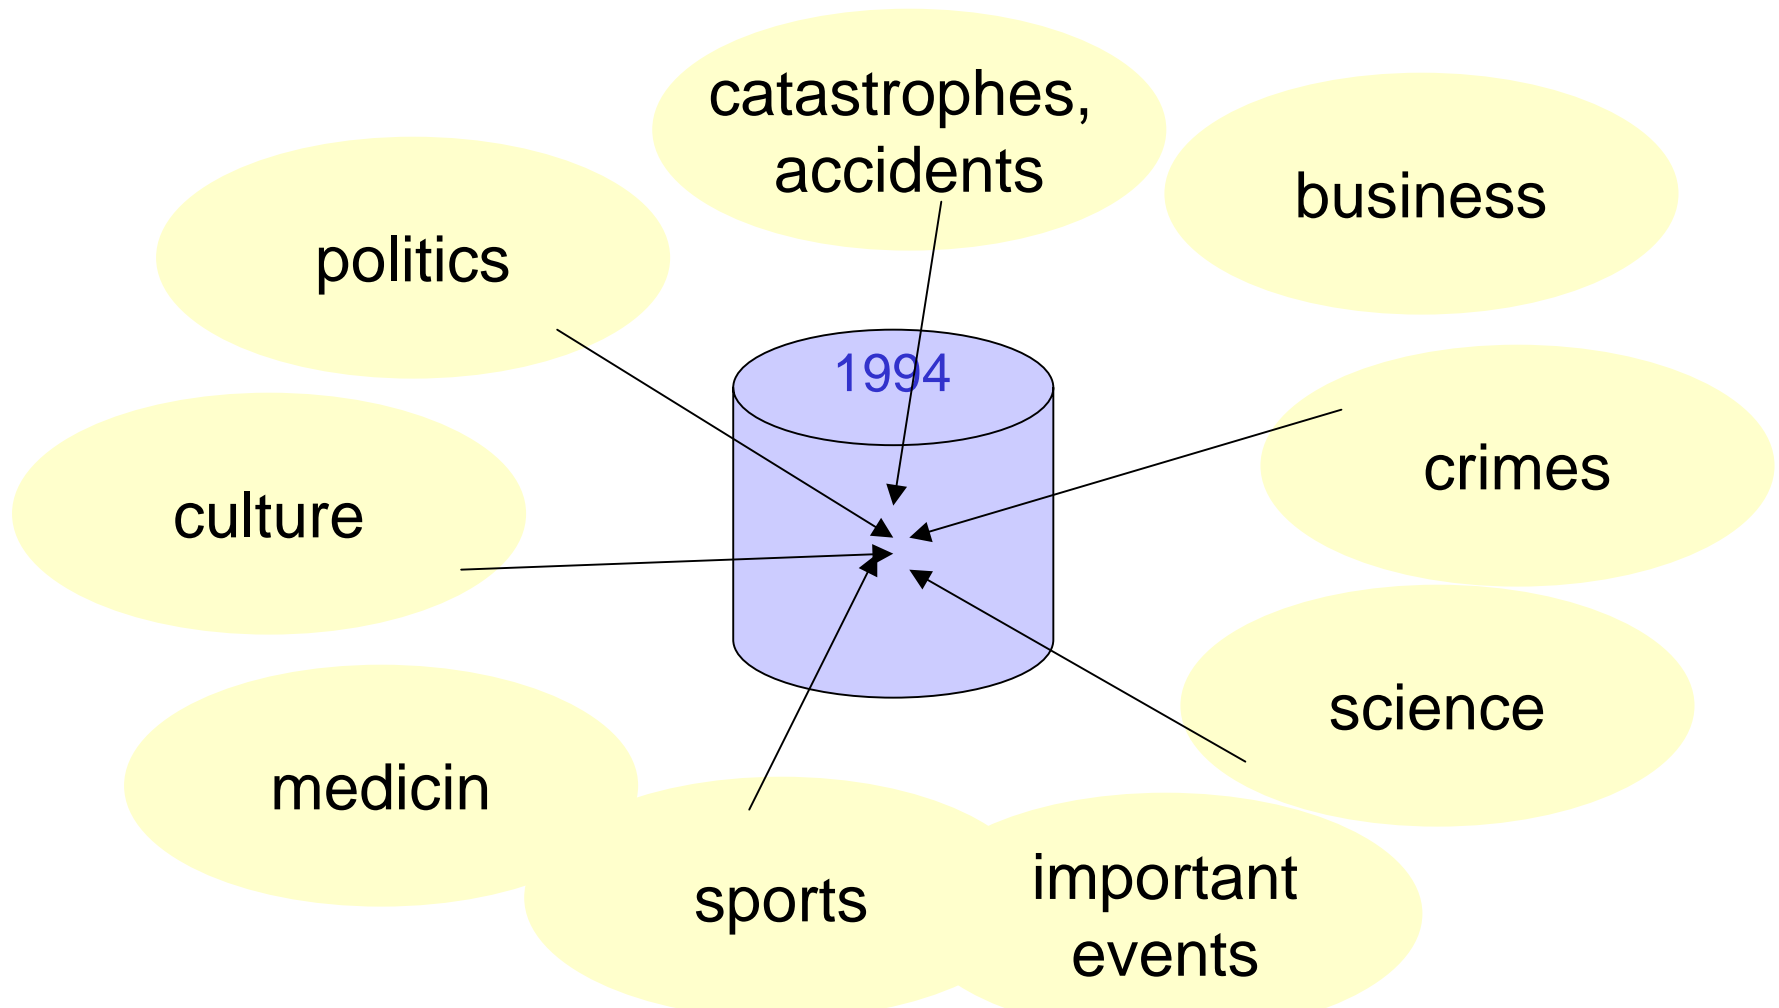 catastrophes,
accidents
business
politics
1994
crimes
culture
science
medicin
sports
important
events